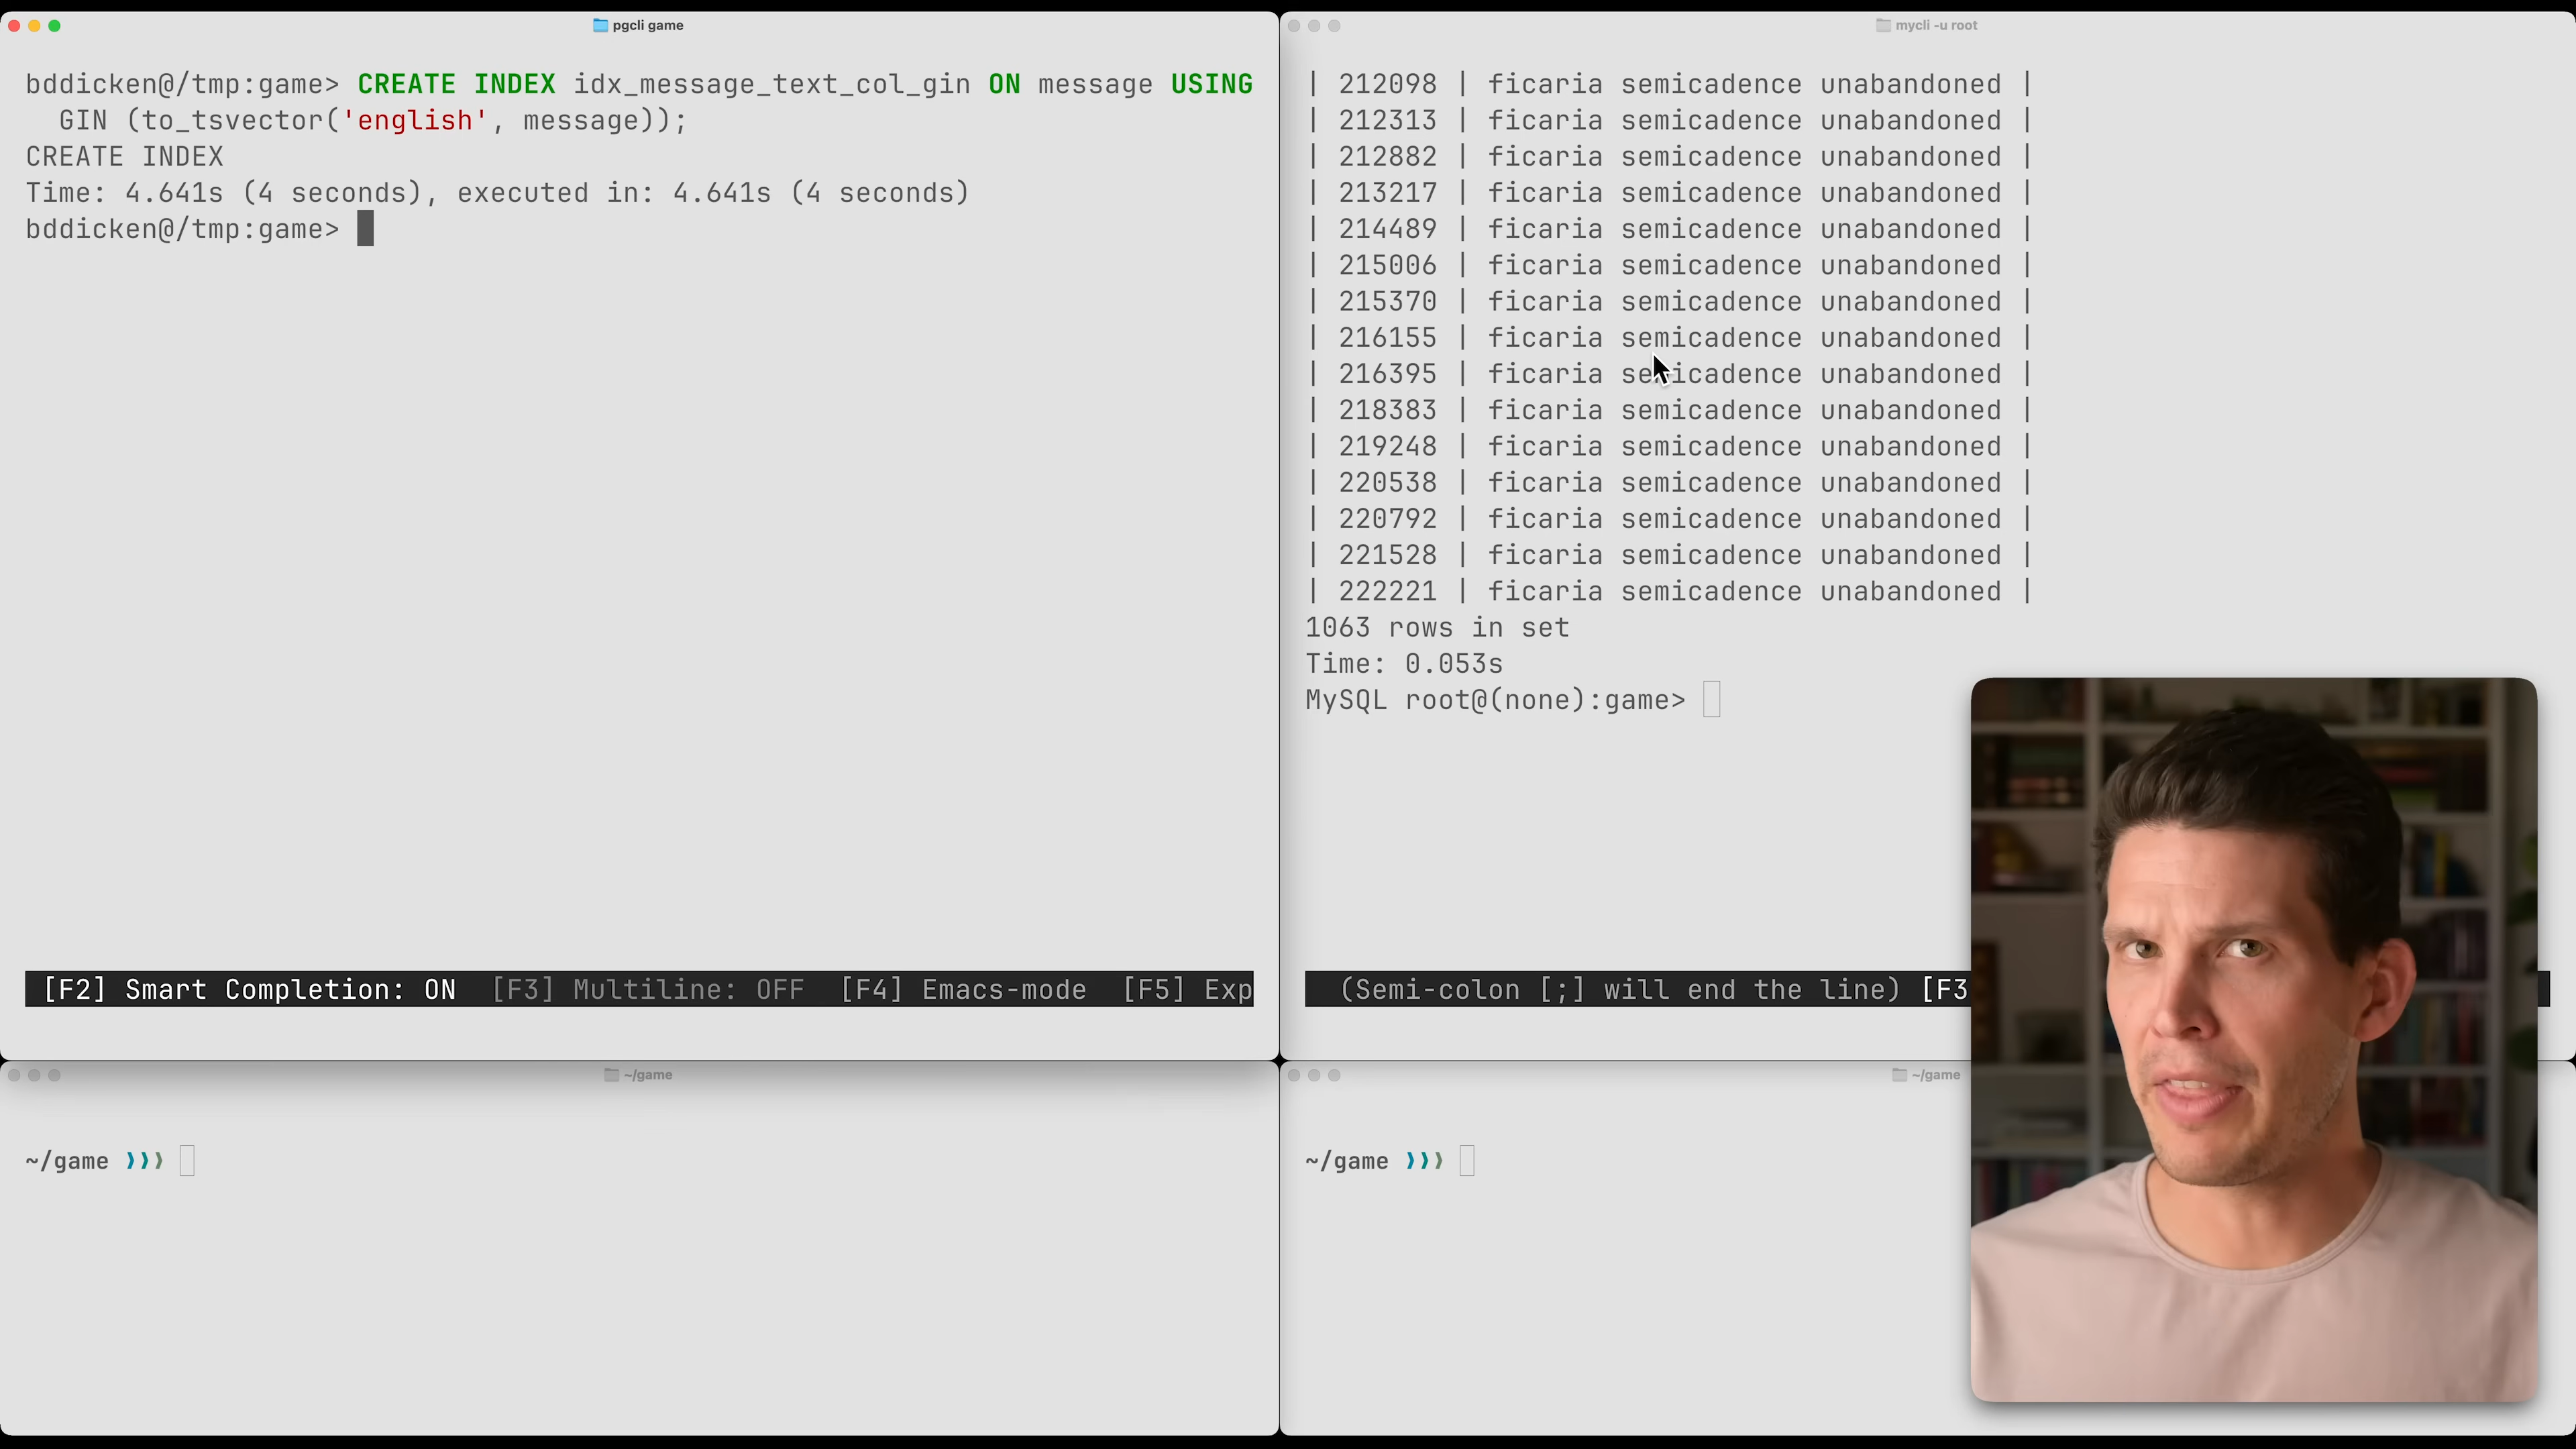 pgcli game
bddicken@/tmp:game> CREATE INDEX idx_message_text_col_gin ON message USING
GIN (to_tsvector('english', message));
CREATE INDEX
Time: 4.641s (4 seconds), executed in: 4.641s (4 seconds)
bddicken@/tmp:game>
[F2] Smart Completion: ON [F3] Multiline: OFF [F4] Emacs-mode [F5] Exp
mycli -u root
| 212098 | ficaria semicadence unabandoned |
| 212313 | ficaria semicadence unabandoned |
| 212882 | ficaria semicadence unabandoned |
| 213217 | ficaria semicadence unabandoned |
| 214489 | ficaria semicadence unabandoned |
| 215006 | ficaria semicadence unabandoned |
| 215370 | ficaria semicadence unabandoned |
| 216155 | ficaria semicadence unabandoned |
| 216395 | ficaria semicadence unabandoned |
| 218383 | ficaria semicadence unabandoned |
| 219248 | ficaria semicadence unabandoned |
| 220538 | ficaria semicadence unabandoned |
| 220792 | ficaria semicadence unabandoned |
| 221528 | ficaria semicadence unabandoned |
| 222221 | ficaria semicadence unabandoned |
1063 rows in set
Time: 0.053s
MySQL root@(none):game>
(Semi-colon [;] will end the line) [F3
~/game
~/game ❯❯❯
~/game
~/game ❯❯❯